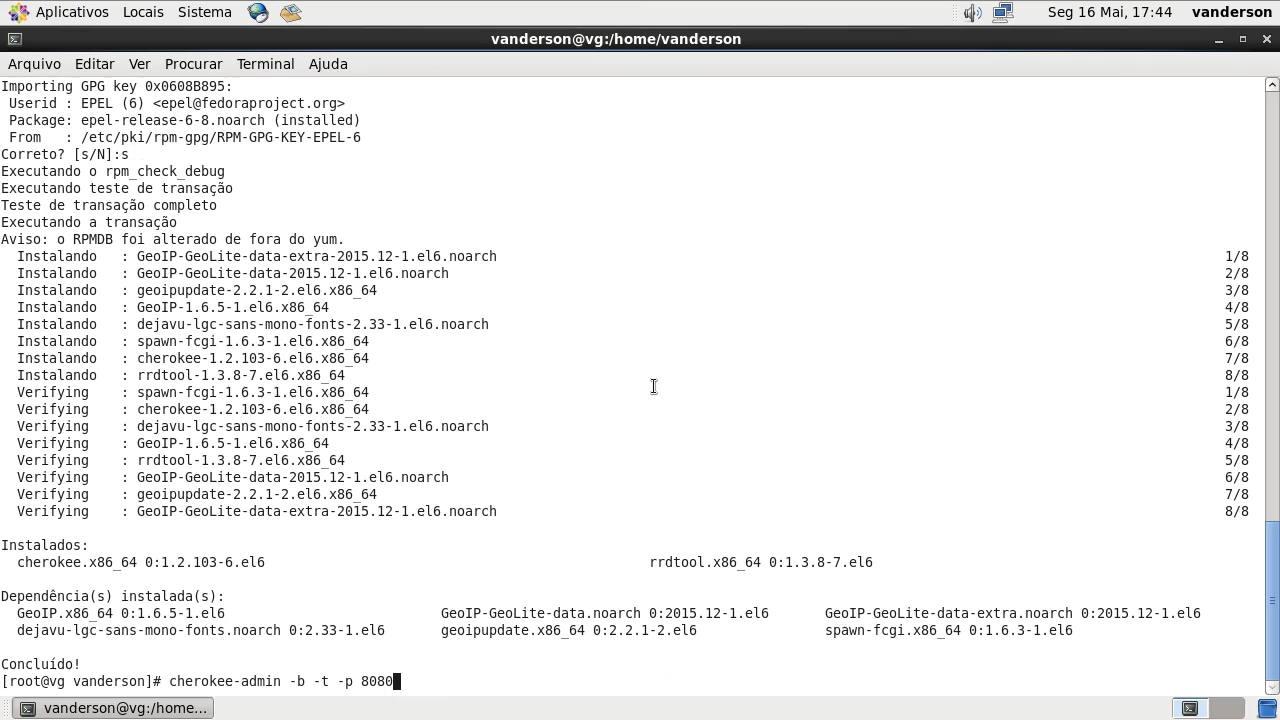 Aplicativos Locais Sistema Seg 16 Mai, 17:44 vanderson
vanderson@vg:/home/vanderson
Arquivo Editar Ver Procurar Terminal Ajuda
Importing GPG key 0x0608B895:
Userid : EPEL (6) <epel@fedoraproject.org>
Package: epel-release-6-8.noarch (installed)
From : /etc/pki/rpm-gpg/RPM-GPG-KEY-EPEL-6
Correto? [s/N]:s
Executando o rpm_check_debug
Executando teste de transação
Teste de transação completo
Executando a transação
Aviso: o RPMDB foi alterado de fora do yum.
Instalando : GeoIP-GeoLite-data-extra-2015.12-1.el6.noarch 1/8
Instalando : GeoIP-GeoLite-data-2015.12-1.el6.noarch 2/8
Instalando : geoipupdate-2.2.1-2.el6.x86_64 3/8
Instalando : GeoIP-1.6.5-1.el6.x86_64 4/8
Instalando : dejavu-lgc-sans-mono-fonts-2.33-1.el6.noarch 5/8
Instalando : spawn-fcgi-1.6.3-1.el6.x86_64 6/8
Instalando : cherokee-1.2.103-6.el6.x86_64 7/8
Instalando : rrdtool-1.3.8-7.el6.x86_64 8/8
Verifying : spawn-fcgi-1.6.3-1.el6.x86_64 1/8
Verifying : cherokee-1.2.103-6.el6.x86_64 2/8
Verifying : dejavu-lgc-sans-mono-fonts-2.33-1.el6.noarch 3/8
Verifying : GeoIP-1.6.5-1.el6.x86_64 4/8
Verifying : rrdtool-1.3.8-7.el6.x86_64 5/8
Verifying : GeoIP-GeoLite-data-2015.12-1.el6.noarch 6/8
Verifying : geoipupdate-2.2.1-2.el6.x86_64 7/8
Verifying : GeoIP-GeoLite-data-extra-2015.12-1.el6.noarch 8/8
Instalados:
cherokee.x86_64 0:1.2.103-6.el6 rrdtool.x86_64 0:1.3.8-7.el6
Dependência(s) instalada(s):
GeoIP.x86_64 0:1.6.5-1.el6 GeoIP-GeoLite-data.noarch 0:2015.12-1.el6 GeoIP-GeoLite-data-extra.noarch 0:2015.12-1.el6
dejavu-lgc-sans-mono-fonts.noarch 0:2.33-1.el6 geoipupdate.x86_64 0:2.2.1-2.el6 spawn-fcgi.x86_64 0:1.6.3-1.el6
Concluído!
[root@vg vanderson]# cherokee-admin -b -t -p 8080
vanderson@vg:/home...